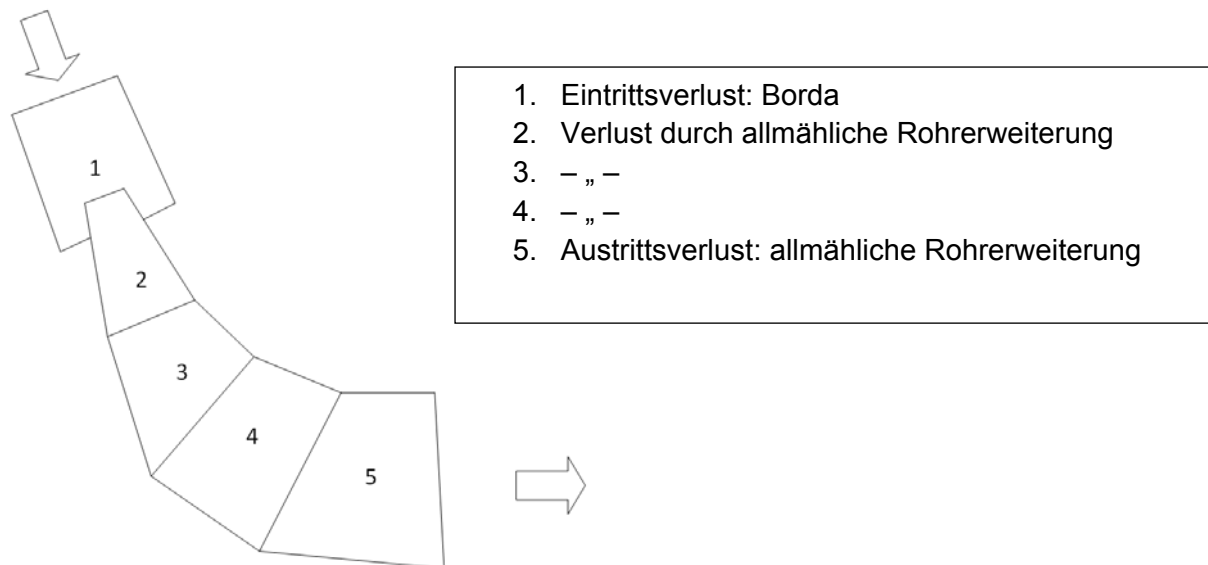 1
2
3
4
5
1. Eintrittsverlust: Borda
2. Verlust durch allmähliche Rohrerweiterung
3. – „ –
4. – „ –
5. Austrittsverlust: allmähliche Rohrerweiterung